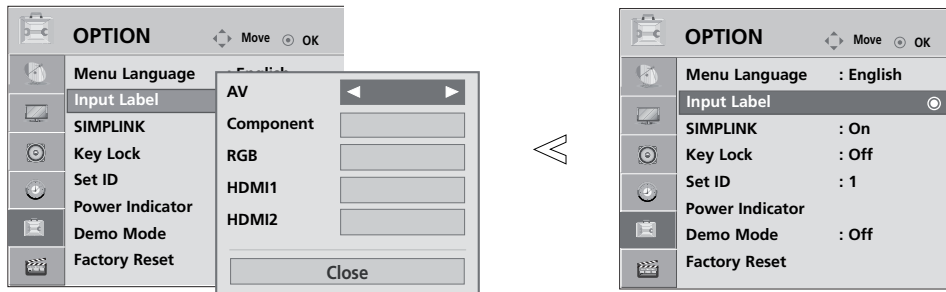 OPTION
Move OK
Menu Language : English
Input Label
SIMPLINK
Key Lock
Set ID
Power Indicator
Demo Mode
Factory Reset
AV
Component
RGB
HDMI1
HDMI2
Close
OPTION
Move OK
Menu Language : English
Input Label
SIMPLINK : On
Key Lock : Off
Set ID : 1
Power Indicator
Demo Mode : Off
Factory Reset